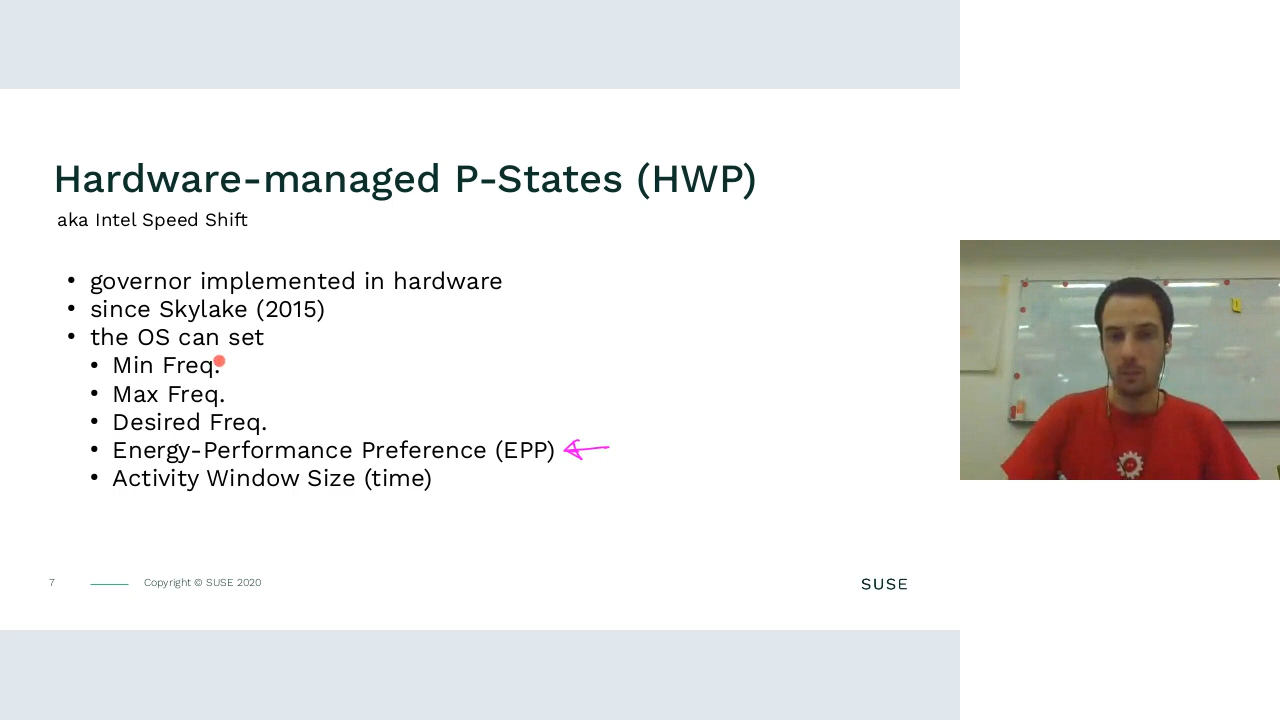 Hardware-managed P-States (HWP)
aka Intel Speed Shift
• governor implemented in hardware
• since Skylake (2015)
• the OS can set
• Min Freq.
• Max Freq.
• Desired Freq.
• Energy-Performance Preference (EPP)
• Activity Window Size (time)
7
Copyright © SUSE 2020
SUSE